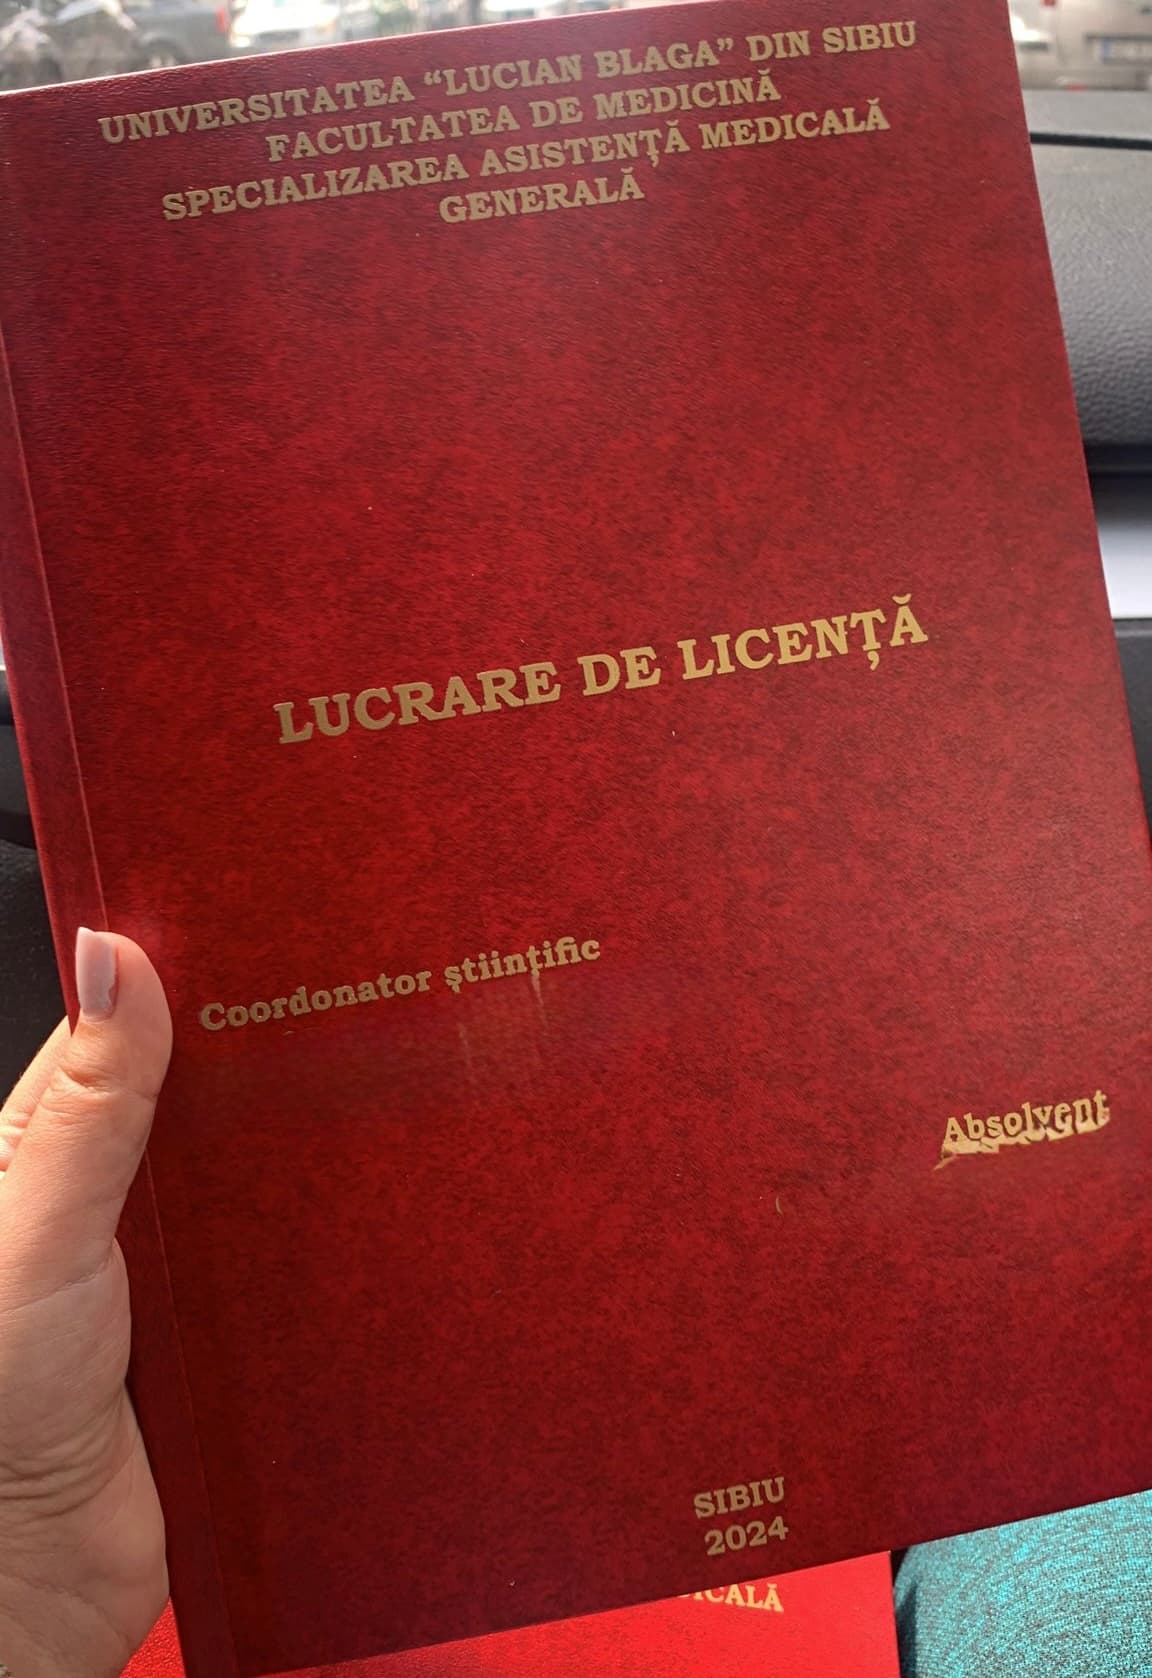 UNIVERSITATEA “LUCIAN BLAGA” DIN SIBIU
FACULTATEA DE MEDICINĂ
SPECIALIZAREA ASISTENȚĂ MEDICALĂ
GENERALĂ
LUCRARE DE LICENȚĂ
Coordonator științific
Absolvent
SIBIU
2024